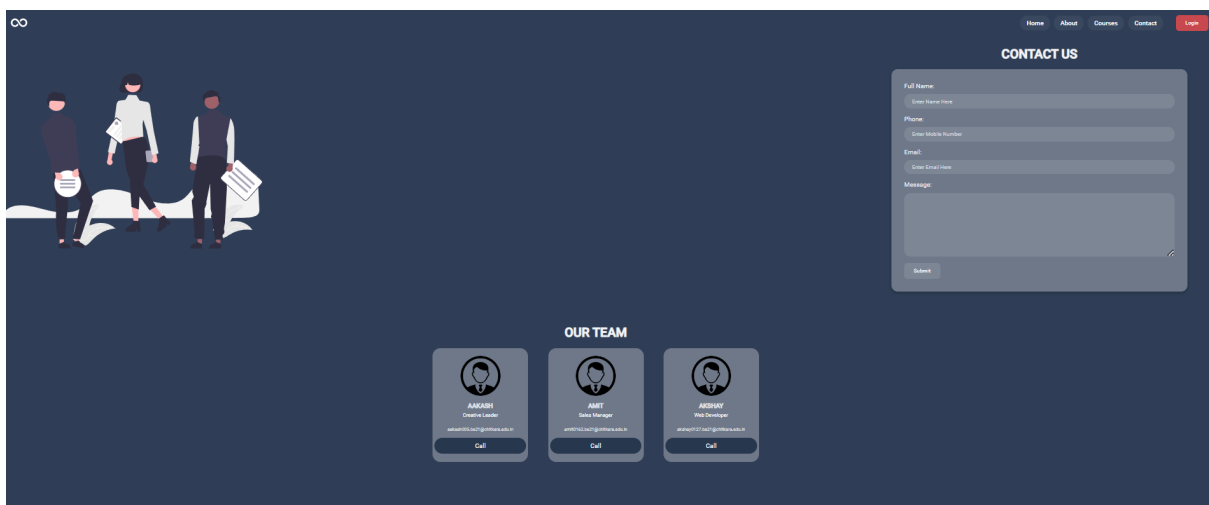 Home About Courses Contact Login
CONTACT US
Full Name:
Enter Name Here
Phone:
Enter Mobile Number
Email:
Enter Email Here
Message:
Submit
OUR TEAM
AAKASH AMIT AKSHAY
Creative Leader Sales Manager Web Developer
Call Call Call